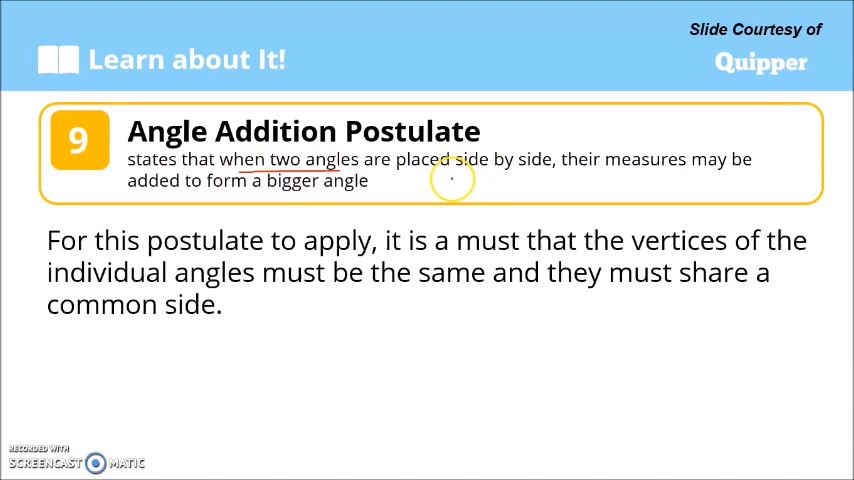 Slide Courtesy of
Learn about It!
Quipper
9
Angle Addition Postulate
states that when two angles are placed side by side, their measures may be
added to form a bigger angle
For this postulate to apply, it is a must that the vertices of the
individual angles must be the same and they must share a
common side.
RECORDED WITH
SCREENCAST MATIC